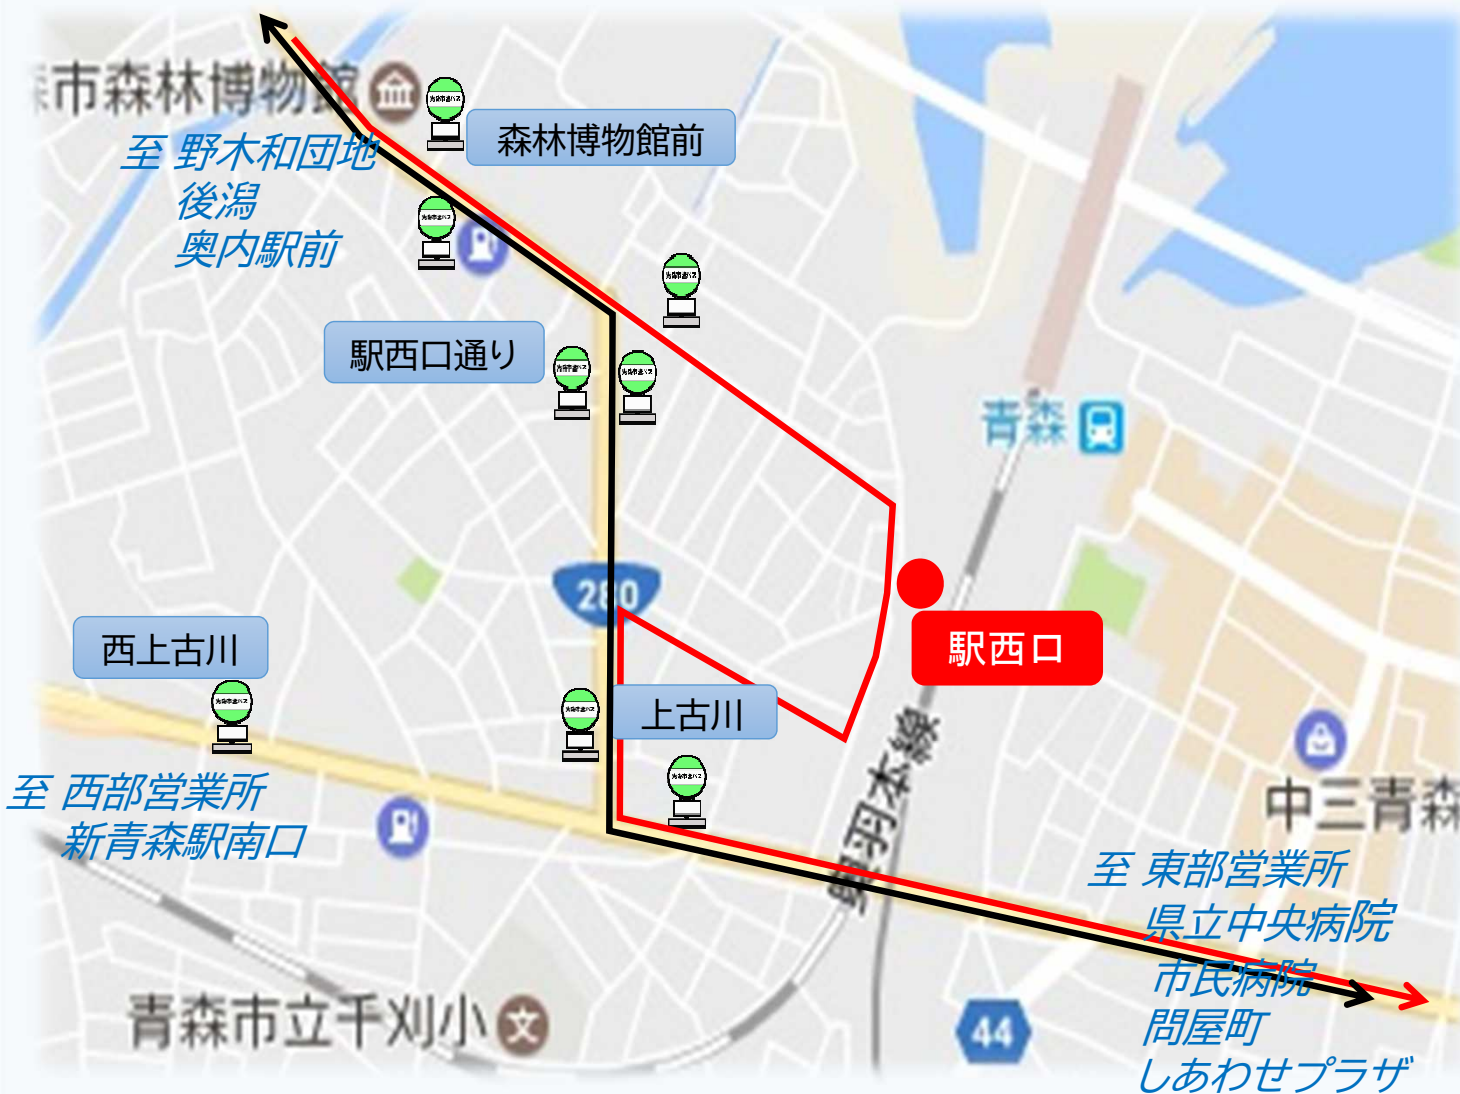 市森林博物館
森林博物館前
至 野木和団地
後潟
奥内駅前
駅西口通り
青森
280
駅西口
西上古川
上古川
奥羽本線
至 西部営業所
新青森駅南口
中三青森
至 東部営業所
県立中央病院
市民病院
問屋町
しあわせプラザ
青森市立千刈小
文
44